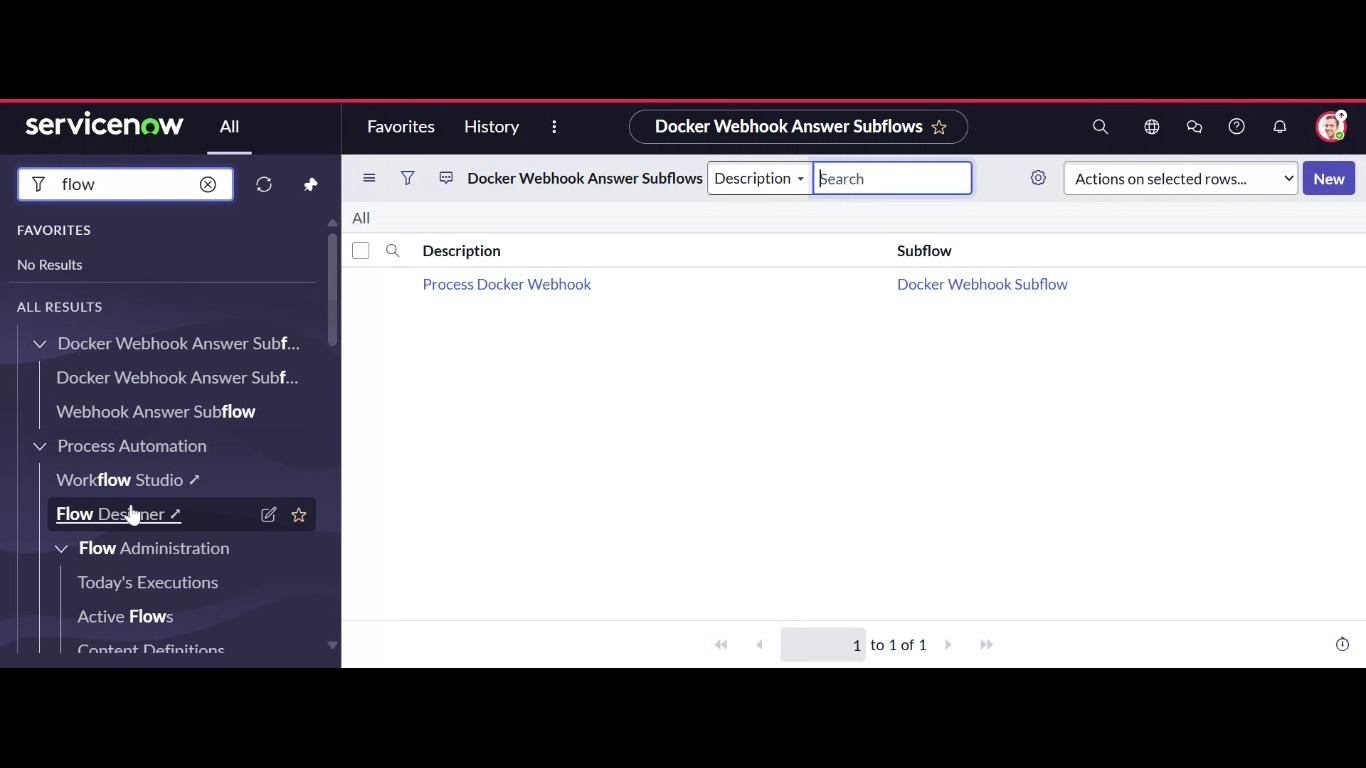 servicenow
All
Favorites
History
Docker Webhook Answer Subflows
flow
FAVORITES
No Results
ALL RESULTS
Docker Webhook Answer Subf...
Docker Webhook Answer Subf...
Webhook Answer Subflow
Process Automation
Workflow Studio
Flow Designer
Flow Administration
Today's Executions
Active Flows
Content Definitions
Docker Webhook Answer Subflows
Description
Search
Actions on selected rows...
New
All
Description
Subflow
Process Docker Webhook
Docker Webhook Subflow
1 to 1 of 1